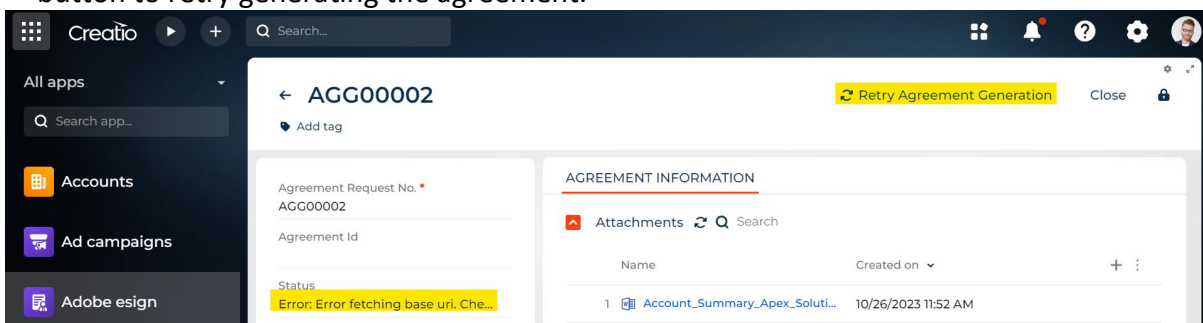 button to retry generating the agreement.
Creatio
Search...
All apps
Search app...
Accounts
Ad campaigns
Adobe esign
← AGG00002
Retry Agreement Generation
Close
Add tag
Agreement Request No. *
AGG00002
Agreement Id
Status
Error: Error fetching base uri. Che...
AGREEMENT INFORMATION
Attachments
Search
Name
Created on
1 Account_Summary_Apex_Soluti... 10/26/2023 11:52 AM